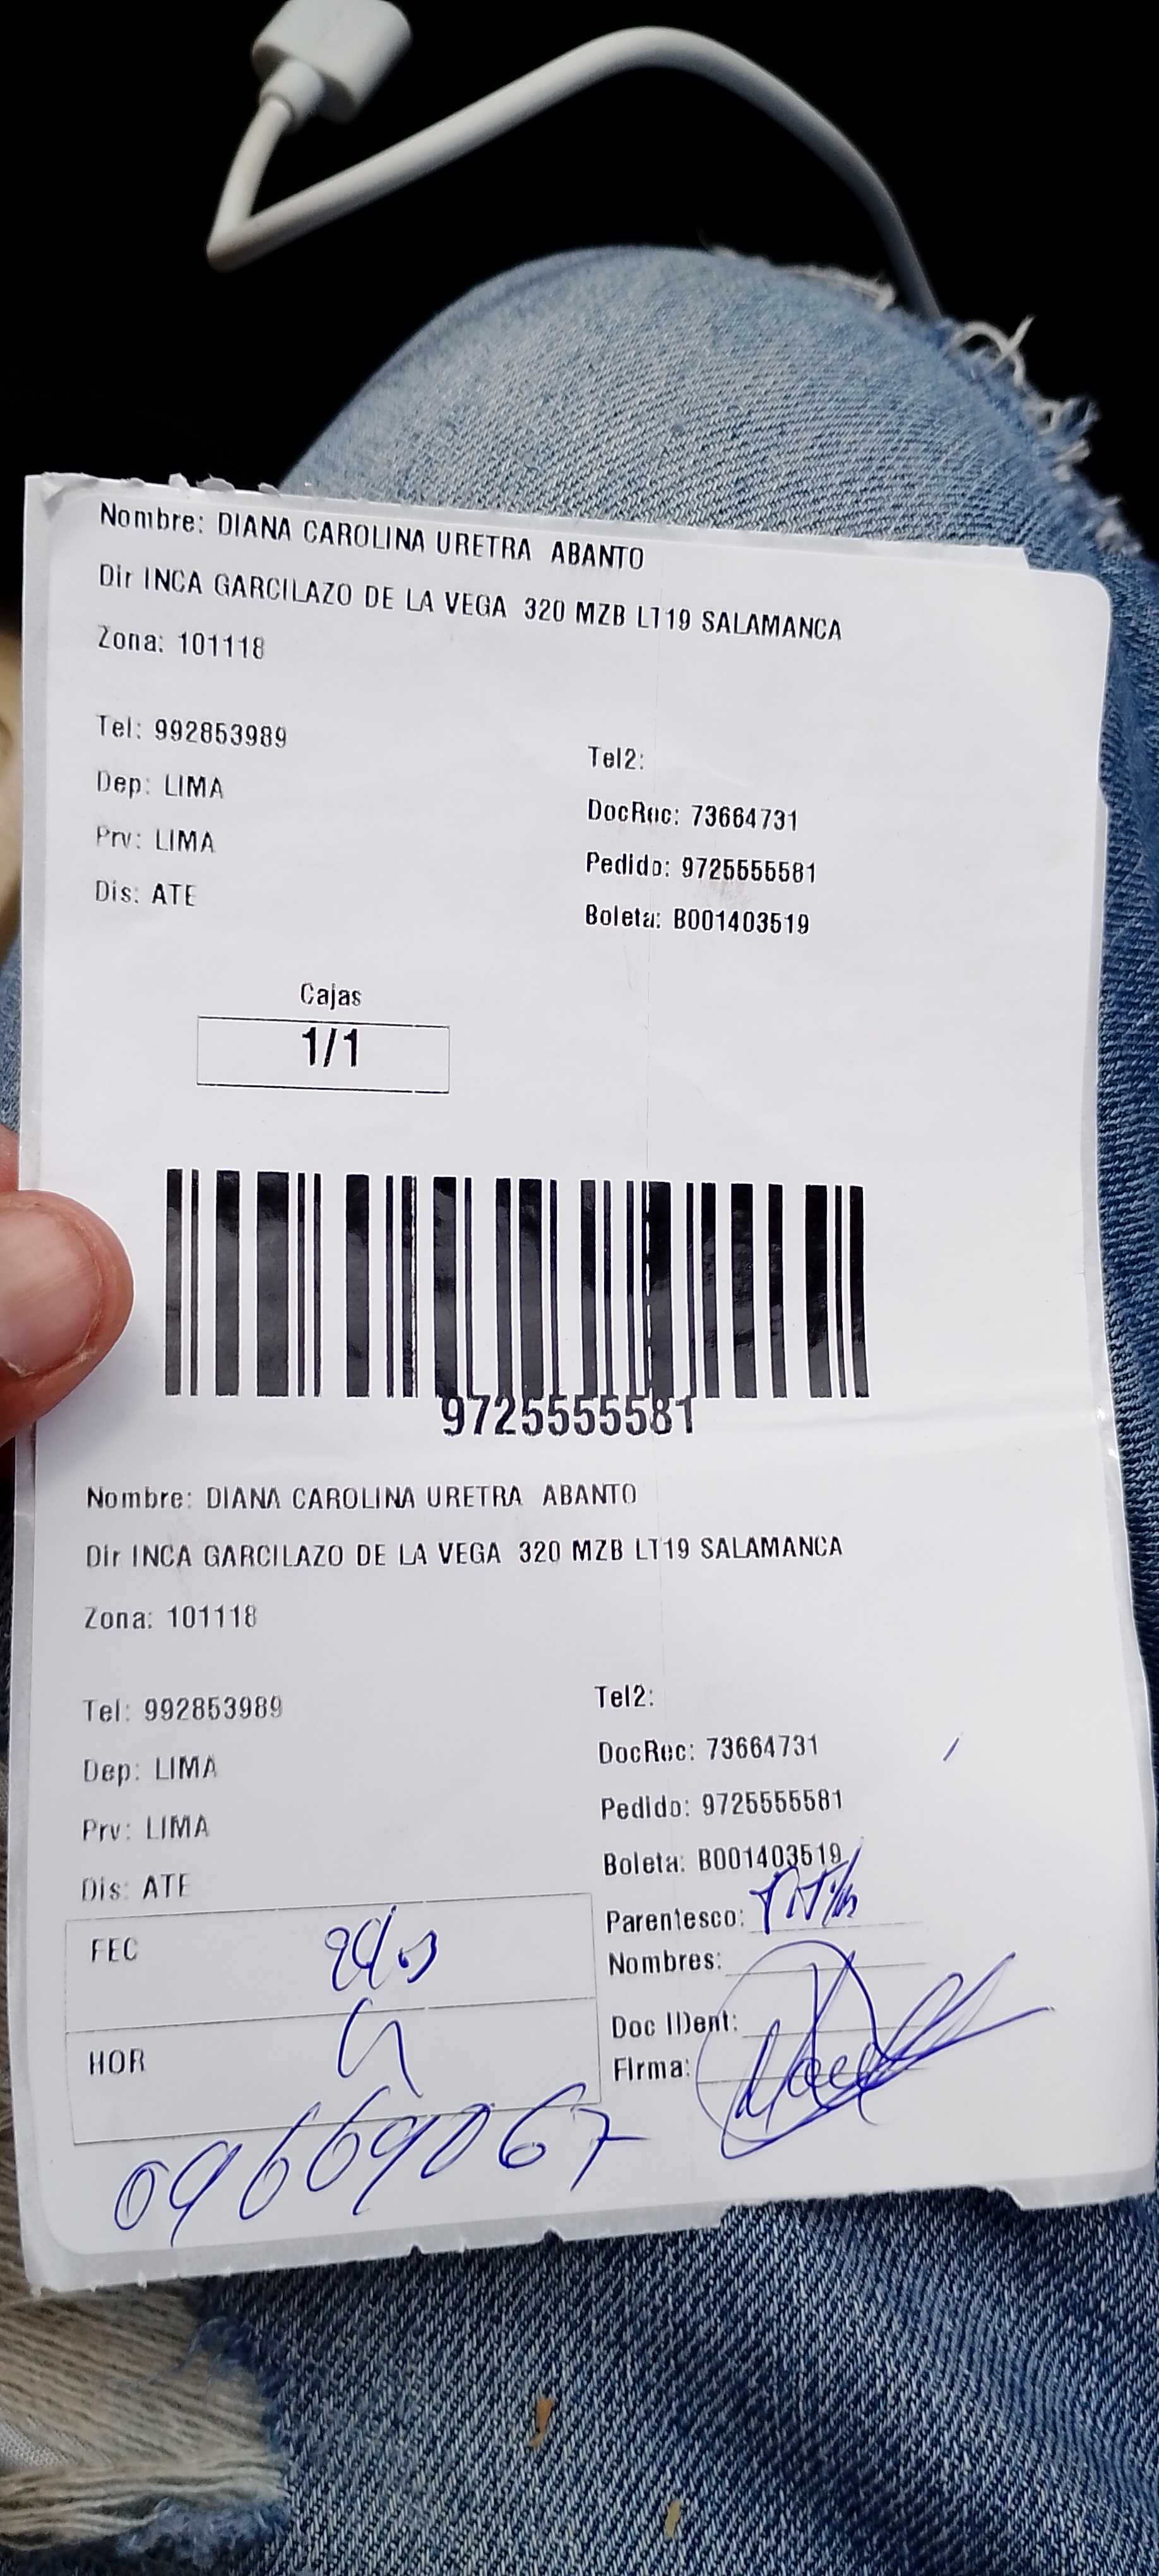 Nombre: DIANA CAROLINA URETRA ABANTO
Dir INCA GARCILAZO DE LA VEGA 320 MZB LT19 SALAMANCA
Zona: 101118
Tel: 992853989
Tel2:
Dep: LIMA
DocRec: 73664731
Prv: LIMA
Pedido: 9725555581
Dis: ATE
Boleta: B001403519
Cajas
1/1
9725555581
Nombre: DIANA CAROLINA URETRA ABANTO
Dir INCA GARCILAZO DE LA VEGA 320 MZB LT19 SALAMANCA
Zona: 101118
Tel: 992853989
Tel2:
Dep: LIMA
DocRec: 73664731
Prv: LIMA
Pedido: 9725555581
Dis: ATE
Boleta: B001403519
FEC
Parentesco:
Nombres:
HOR
Doc IDent:
Firma:
09669067